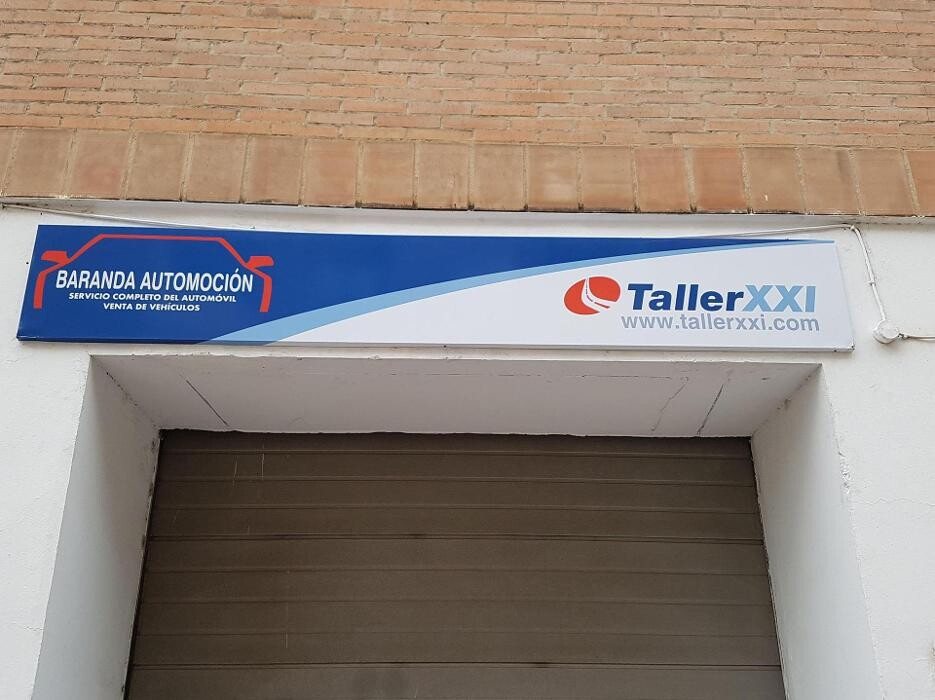 BARANDA AUTOMOCIÓN
SERVICIO COMPLETO DEL AUTOMÓVIL
VENTA DE VEHÍCULOS
TallerXXI
www.tallerxxi.com